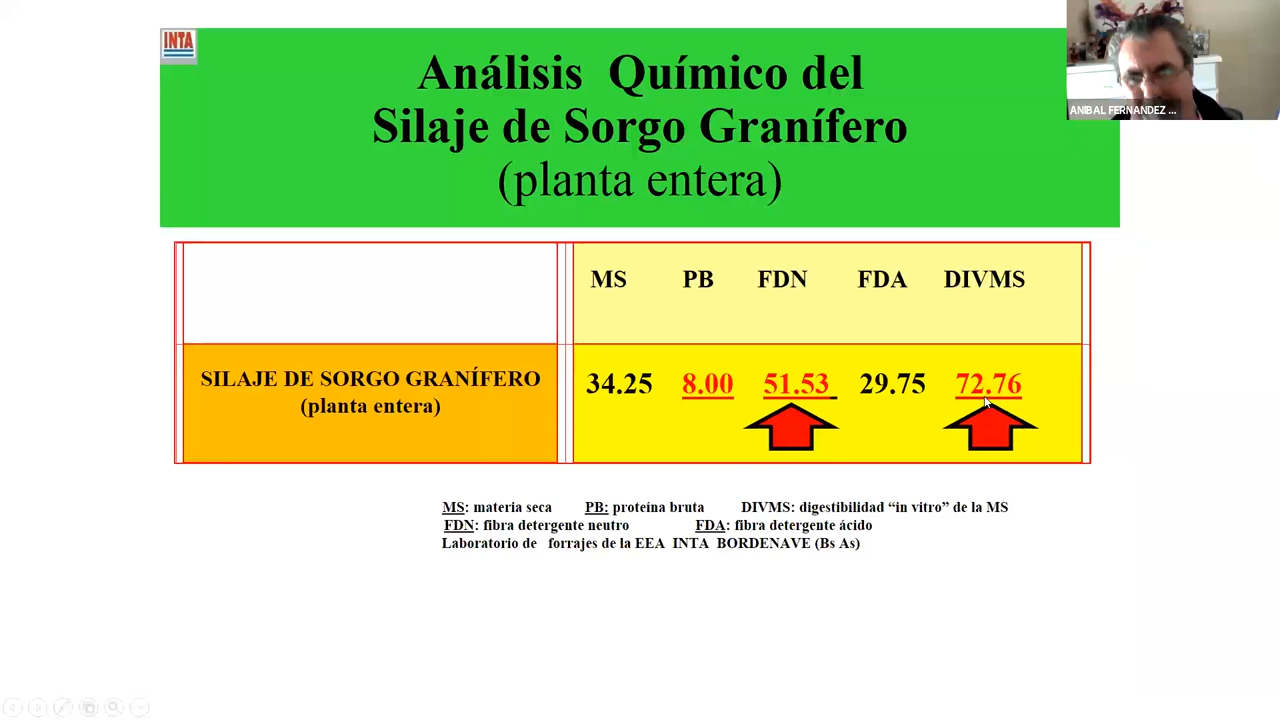 INTA
Análisis Químico del
Silaje de Sorgo Granífero
(planta entera)
ANIBAL FERNANDEZ ...
MS PB FDN FDA DIVMS
SILAJE DE SORGO GRANÍFERO
(planta entera)
34.25 8.00 51.53 29.75 72.76
MS: materia seca PB: proteína bruta DIVMS: digestibilidad “in vitro” de la MS
FDN: fibra detergente neutro FDA: fibra detergente ácido
Laboratorio de forrajes de la EEA INTA BORDENAVE (Bs As)